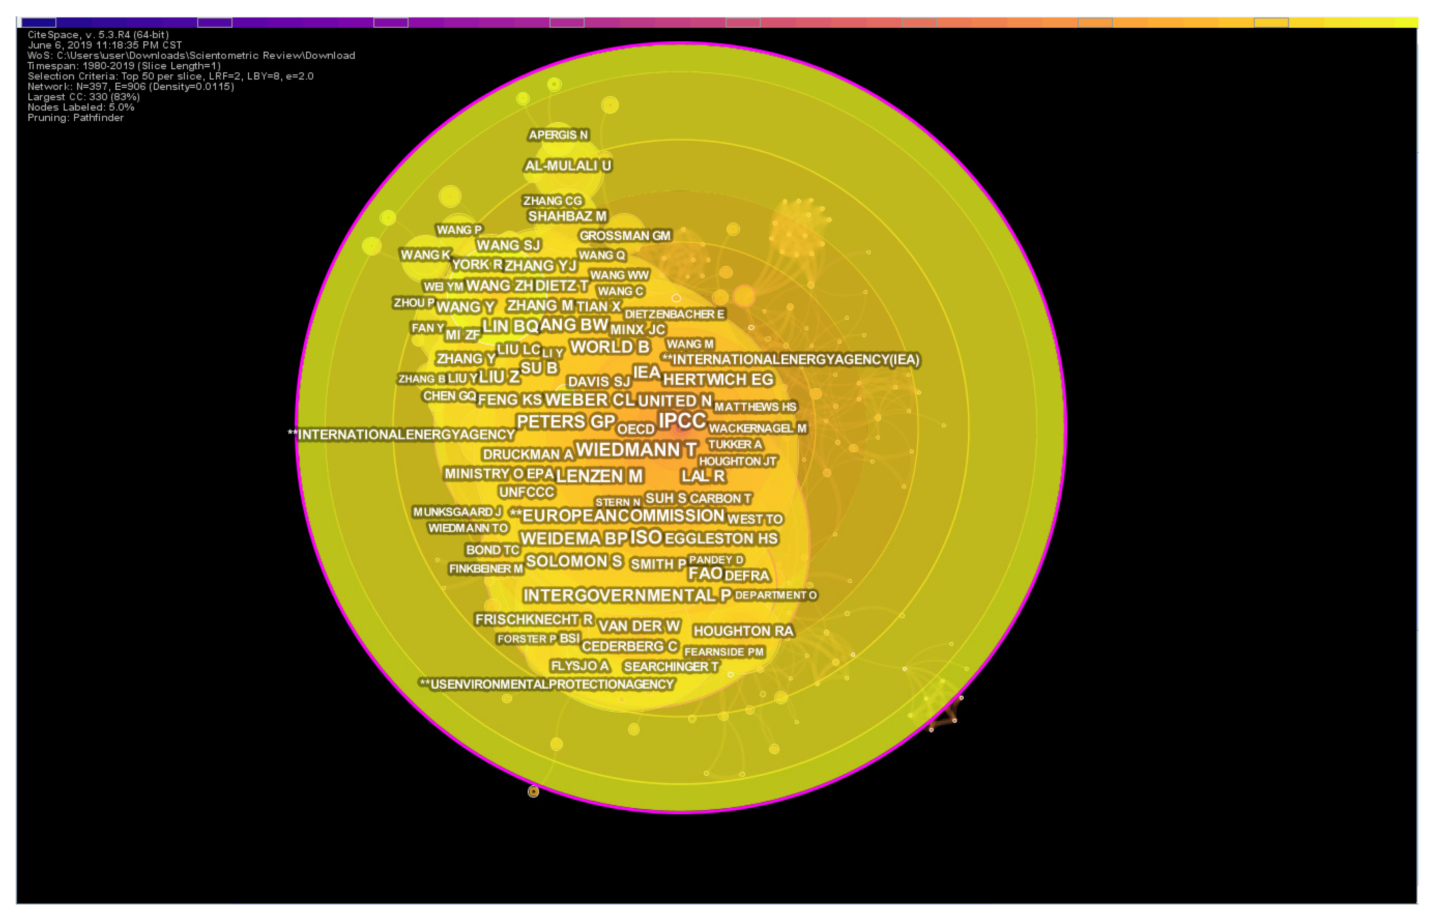 CiteSpace, v. 5.3.R4 (64-bit)
June 6, 2019 11:18:35 PM CST
WoS: C:\Users\user\Downloads\Scientometric Review\Download
Timespan: 1980-2019 (Slice Length=1)
Selection Criteria: Top 50 per slice, LRF=2, LBY=8, e=2.0
Network: N=397, E=906 (Density=0.0115)
Largest CC: 330 (83%)
Nodes Labeled: 5.0%
Pruning: Pathfinder
APERGIS N
AL-MULALI U
ZHANG CG
SHAHBAZ M
WANG P
GROSSMAN GM
WANG SJ
WANG K
WANG Q
YORK R
ZHANG YJ
WANG WW
WEI YM
WANG ZH
DIETZ T
WANG C
ZHOU P
WANG Y
ZHANG M
TIAN X
DIETZENBACHER E
FAN Y
MI ZF
LIN BQ
ANG BW
MINX JC
WANG M
LIU LC
LI Y
WORLD B
ZHANG Y
**INTERNATIONALENERGYAGENCY(IEA)
SU B
IEA
ZHANG B
LIU Y
LIU Z
DAVIS SJ
HERTWICH EG
CHEN GQ
FENG KS
WEBER CL
UNITED N
MATTHEWS HS
PETERS GP
OECD
IPCC
WACKERNAGEL M
**INTERNATIONALENERGYAGENCY
TUKKER A
DRUCKMAN A
WIEDMANN T
HOUGHTON JT
MINISTRY O
EPA
LENZEN M
LAL R
UNFCCC
STERN N
SUH S
CARBON T
MUNKSGAARD J
**EUROPEANCOMMISSION
WEST TO
WIEDMANN TO
WEIDEMA BP
ISO
EGGLESTON HS
BOND TC
FINKBEINER M
SOLOMON S
SMITH P
PANDEY D
FAO
DEFRA
INTERGOVERNMENTAL P
DEPARTMENT O
FRISCHKNECHT R
VAN DER W
HOUGHTON RA
FORSTER P
BSI
CEDERBERG C
FEARNSIDE PM
FLYSJO A
SEARCHINGER T
**USENVIRONMENTALPROTECTIONAGENCY